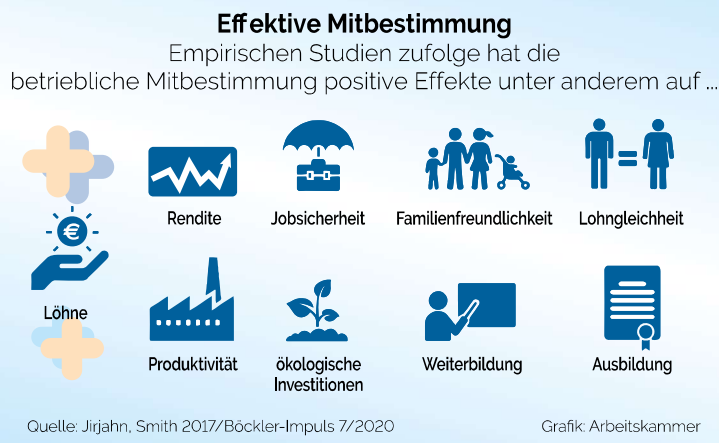 Effektive Mitbestimmung
Empirischen Studien zufolge hat die
betriebliche Mitbestimmung positive Effekte unter anderem auf ...
€
Löhne
Rendite
Jobsicherheit
Familienfreundlichkeit
Lohngleichheit
Produktivität
ökologische
Investitionen
Weiterbildung
Ausbildung
Quelle: Jirjahn, Smith 2017/Böckler-Impuls 7/2020
Grafik: Arbeitskammer